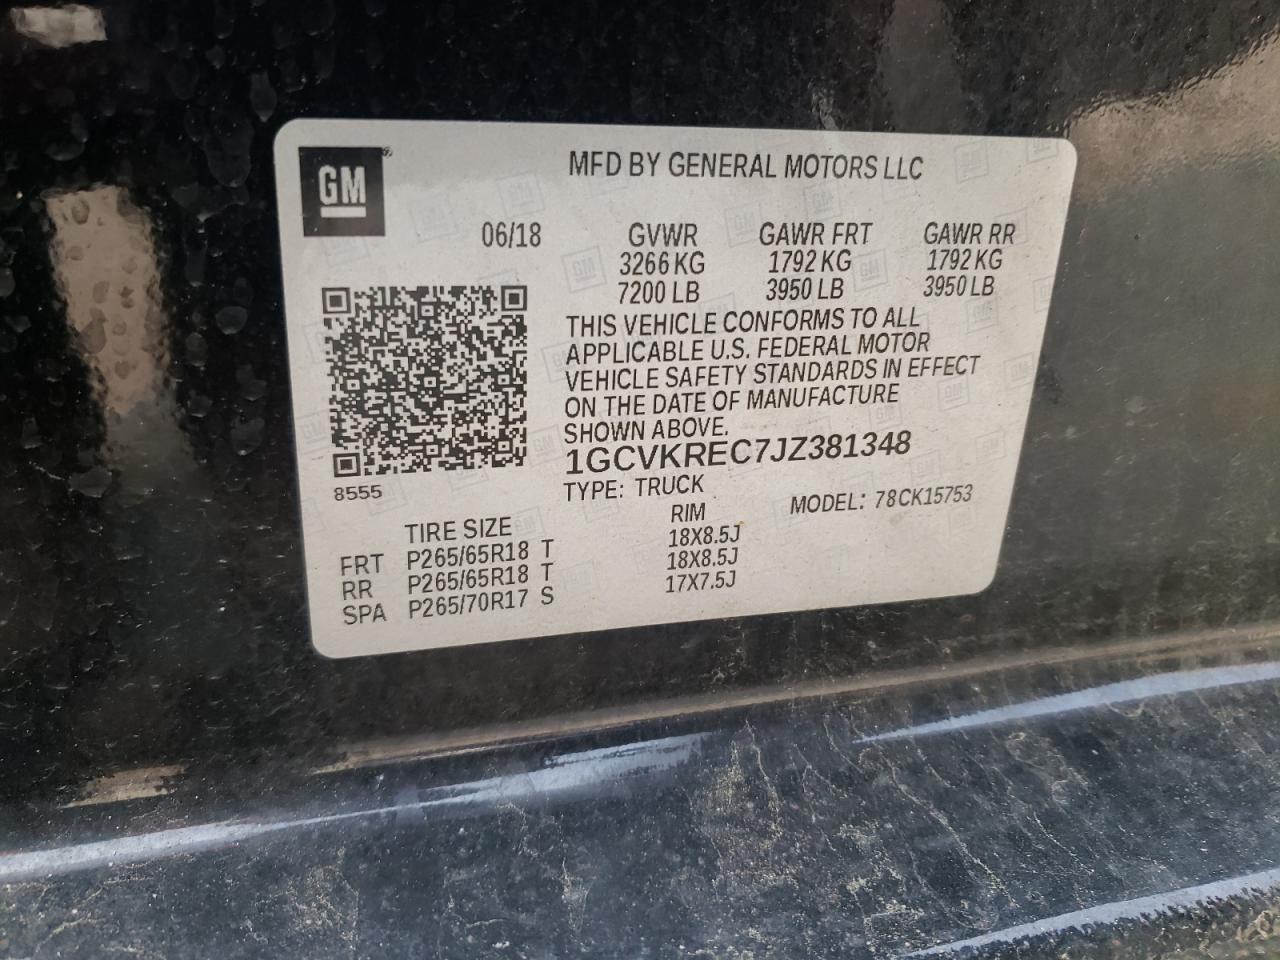 GM
MFD BY GENERAL MOTORS LLC
06/18 GVWR GAWR FRT GAWR RR
3266 KG 1792 KG 1792 KG
7200 LB 3950 LB 3950 LB
THIS VEHICLE CONFORMS TO ALL
APPLICABLE U.S. FEDERAL MOTOR
VEHICLE SAFETY STANDARDS IN EFFECT
ON THE DATE OF MANUFACTURE
SHOWN ABOVE.
1GCVKREC7JZ381348
8555 TYPE: TRUCK MODEL: 78CK15753
TIRE SIZE RIM
FRT P265/65R18 T 18X8.5J
RR P265/65R18 T 18X8.5J
SPA P265/70R17 S 17X7.5J